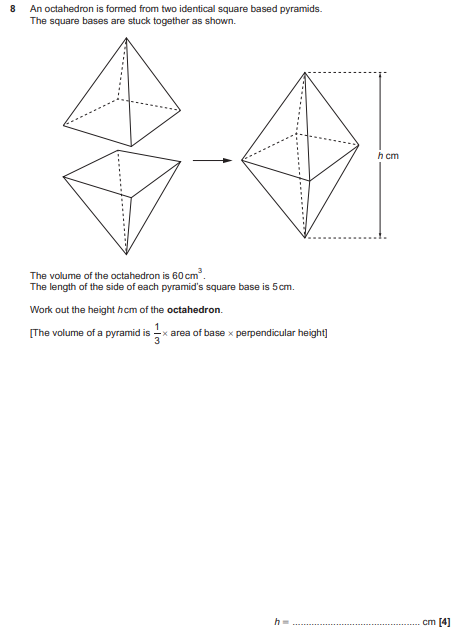 8 An octahedron is formed from two identical square based pyramids.
The square bases are stuck together as shown.
h cm
The volume of the octahedron is 60 cm³.
The length of the side of each pyramid's square base is 5 cm.
Work out the height h cm of the octahedron.
[The volume of a pyramid is 1/3 × area of base × perpendicular height]
h = ................................................ cm [4]